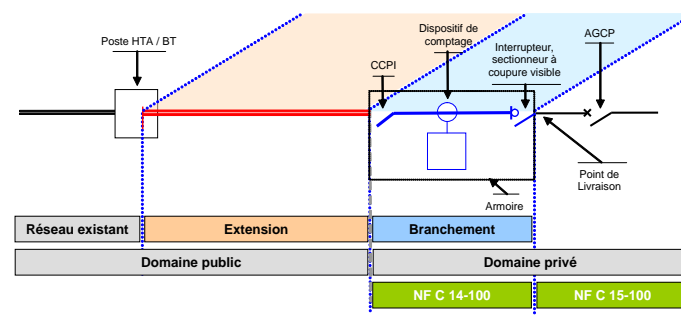 Poste HTA / BT
Dispositif de
comptage
AGCP
Interrupteur,
sectionneur à
coupure visible
CCPI
Point de
Livraison
Armoire
Réseau existant
Extension
Branchement
Domaine public
Domaine privé
NF C 14-100
NF C 15-100